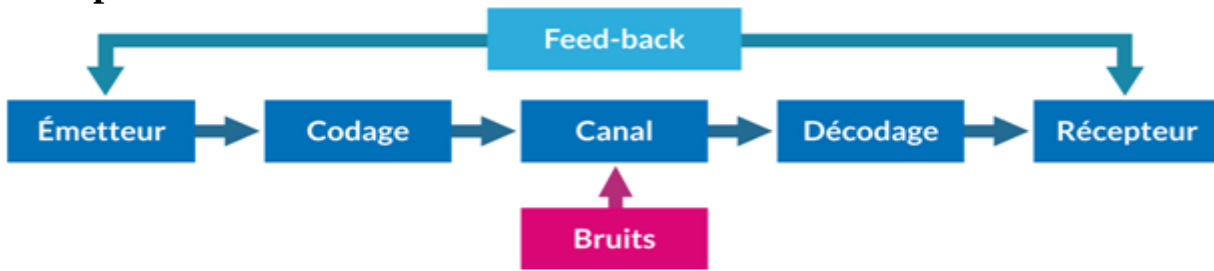 Feed-back
Émetteur
Codage
Canal
Décodage
Récepteur
Bruits